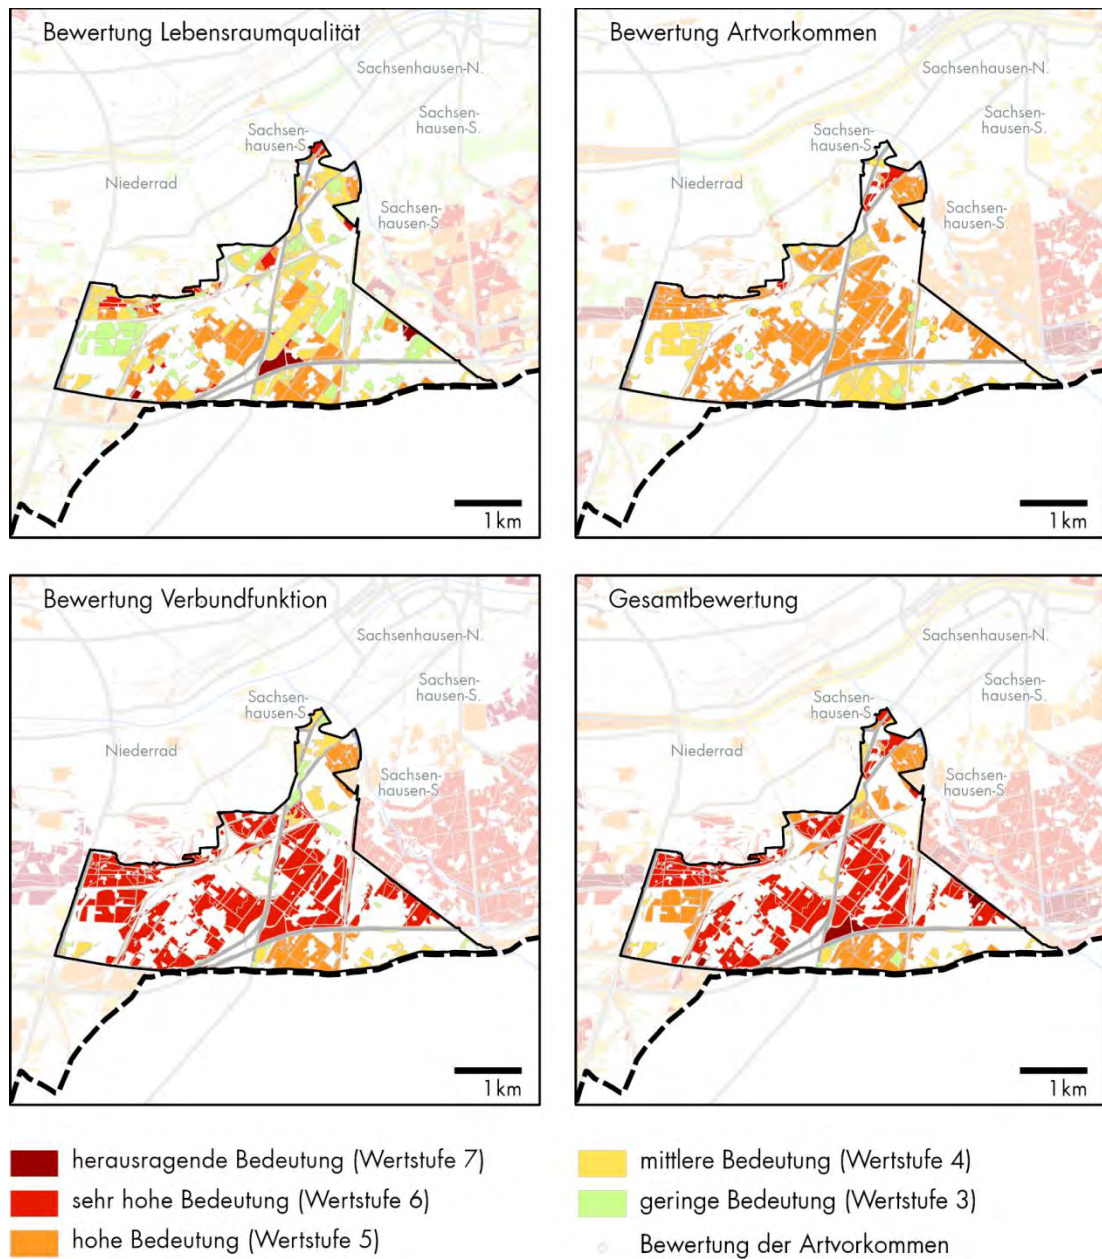 Bewertung Lebensraumqualität
Sachsenhausen-N.
Sachsen-
hausen-S.
Sachsen-
hausen-S.
Niederrad
Sachsen-
hausen-S.
1 km
Bewertung Artvorkommen
Sachsenhausen-N.
Sachsen-
hausen-S.
Sachsen-
hausen-S.
Niederrad
Sachsen-
hausen-S.
1 km
Bewertung Verbundfunktion
Sachsenhausen-N.
Sachsen-
hausen-S.
Sachsen-
hausen-S.
Niederrad
Sachsen-
hausen-S.
1 km
Gesamtbewertung
Sachsenhausen-N.
Sachsen-
hausen-S.
Sachsen-
hausen-S.
Niederrad
Sachsen-
hausen-S.
1 km
herausragende Bedeutung (Wertstufe 7)
sehr hohe Bedeutung (Wertstufe 6)
hohe Bedeutung (Wertstufe 5)
mittlere Bedeutung (Wertstufe 4)
geringe Bedeutung (Wertstufe 3)
Bewertung der Artvorkommen